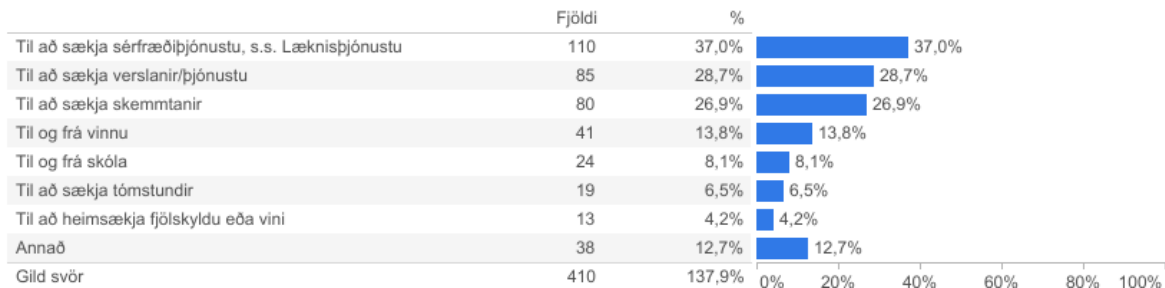 Fjöldi %
Til að sækja sérfræðiþjónustu, s.s. Læknisþjónustu 110 37,0% 37,0%
Til að sækja verslanir/þjónustu 85 28,7% 28,7%
Til að sækja skemmtanir 80 26,9% 26,9%
Til og frá vinnu 41 13,8% 13,8%
Til og frá skóla 24 8,1% 8,1%
Til að sækja tómstundir 19 6,5% 6,5%
Til að heimsækja fjölskyldu eða vini 13 4,2% 4,2%
Annað 38 12,7% 12,7%
Gild svör 410 137,9% 0% 20% 40% 60% 80% 100%